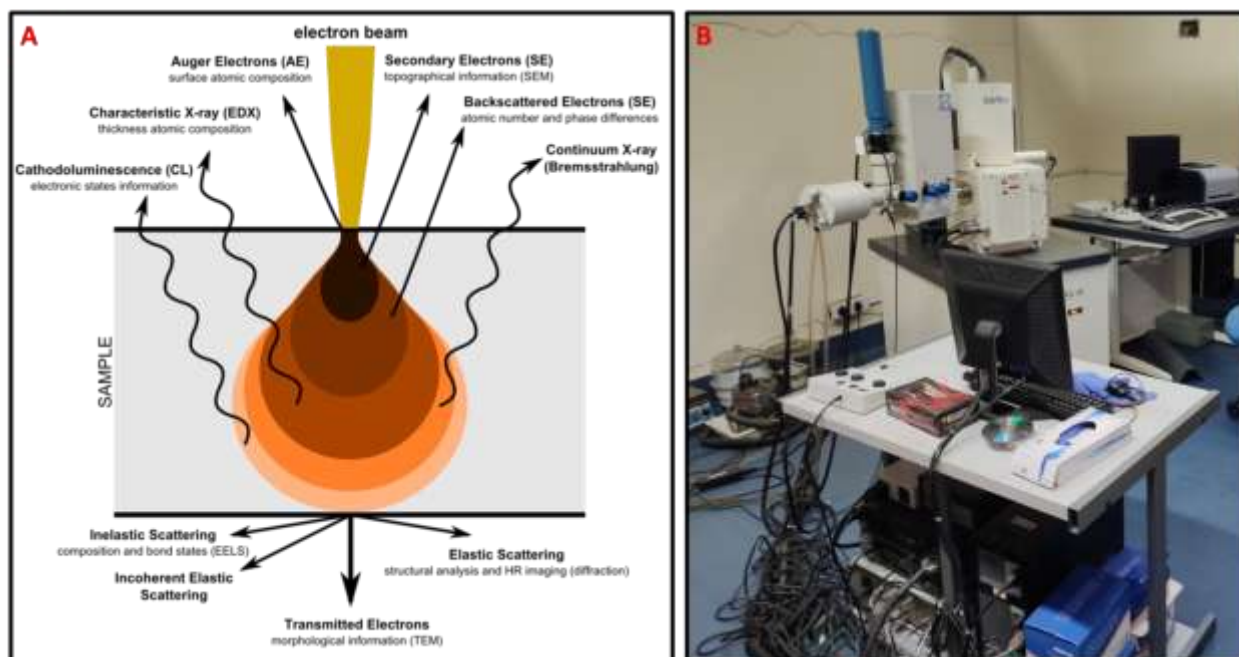 A
electron beam
Auger Electrons (AE)
surface atomic composition
Secondary Electrons (SE)
topographical information (SEM)
Characteristic X-ray (EDX)
thickness atomic composition
Backscattered Electrons (SE)
atomic number and phase differences
Cathodoluminescence (CL)
electronic states information
Continuum X-ray
(Bremsstrahlung)
SAMPLE
Inelastic Scattering
composition and bond states (EELS)
Incoherent Elastic
Scattering
Elastic Scattering
structural analysis and HR imaging (diffraction)
Transmitted Electrons
morphological information (TEM)
B